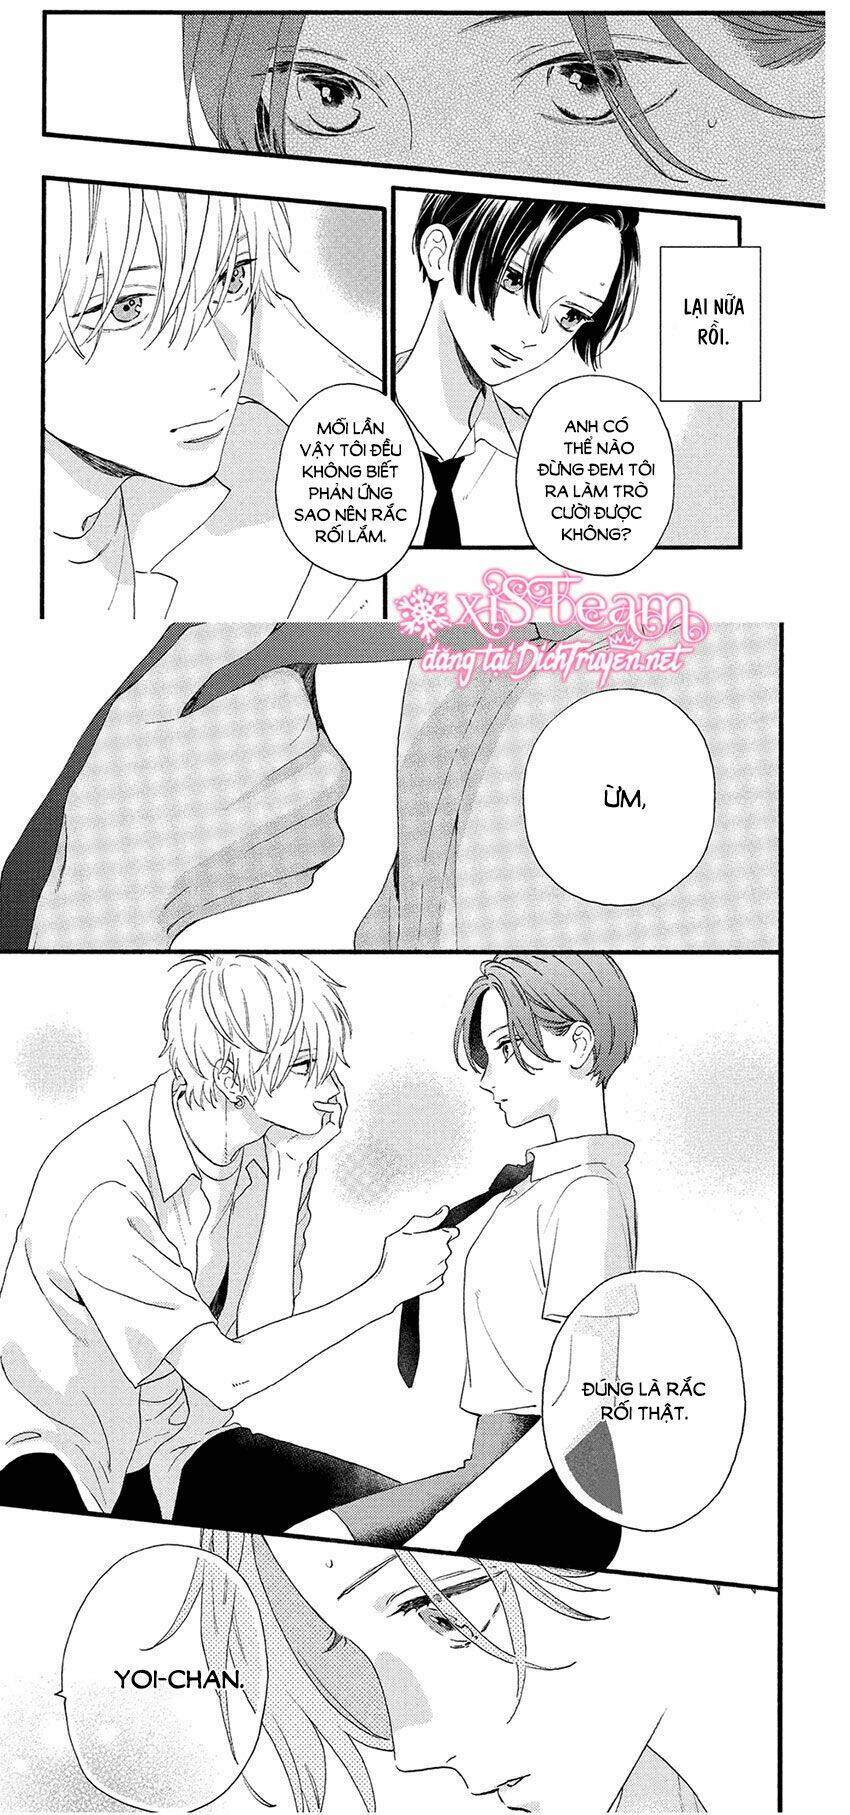 LẠI NỮA
RỒI.
ANH CÓ
THỂ NÀO
ĐỪNG ĐEM TÔI
RA LÀM TRÒ
CƯỜI ĐƯỢC
KHÔNG?
MỖI LẦN
VẬY TÔI ĐỀU
KHÔNG BIẾT
PHẢN ỨNG
SAO NÊN RẮC
RỐI LẮM.
xiSTeam
đăng tại DichTruyen.net
ỪM,
ĐÚNG LÀ RẮC
RỐI THẬT.
YOI-CHAN.